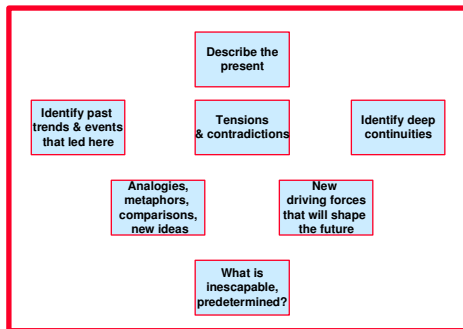 Describe the
present
Identify past
trends & events
that led here
Tensions
& contradictions
Identify deep
continuities
Analogies,
metaphors,
comparisons,
new ideas
New
driving forces
that will shape
the future
What is
inescapable,
predetermined?